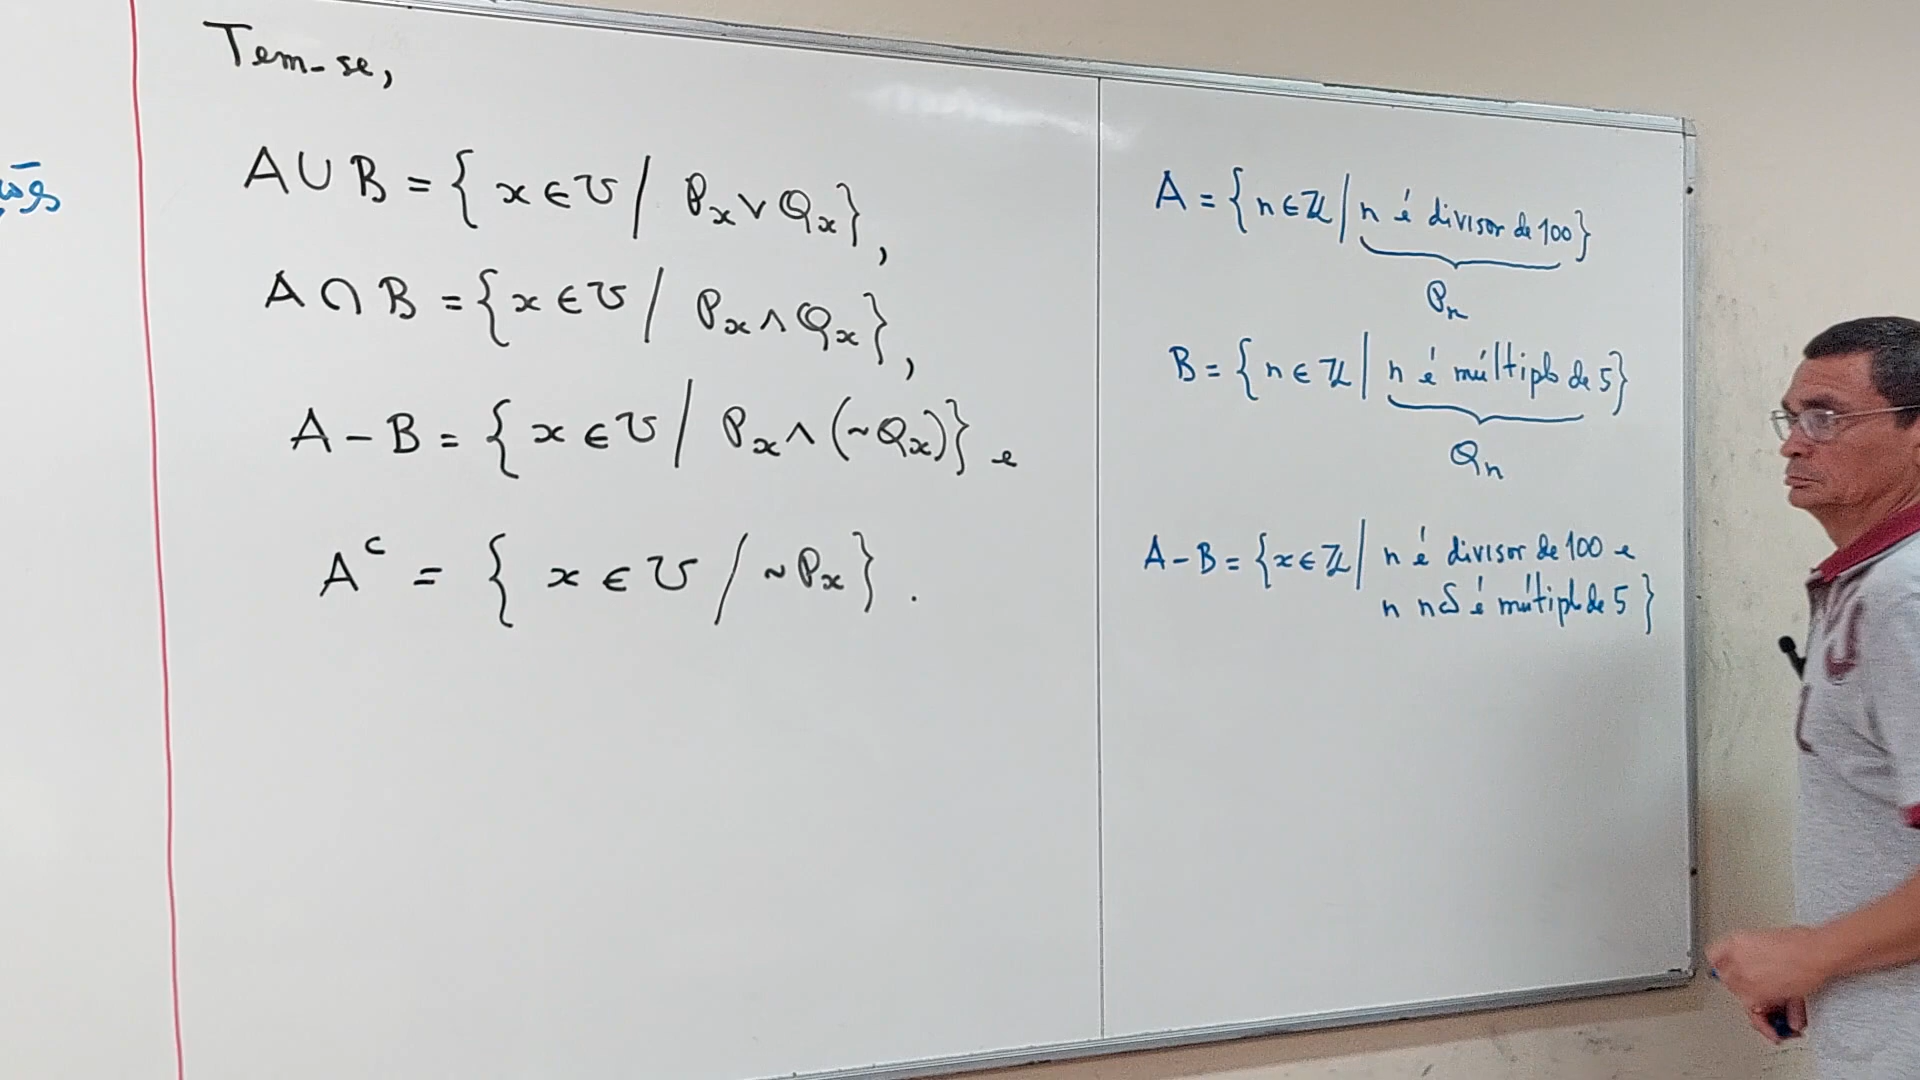 Tem-se,
A∪B = {x∈U / Px∨Qx},
A∩B = {x∈U / Px∧Qx},
A-B = {x∈U / Px∧(~Qx)} e
A^c = {x∈U / ~Px}.
A = {n∈ℤ | n é divisor de 100}
Pn
B = {n∈ℤ | n é múltiplo de 5}
Qn
A-B = {x∈ℤ | n é divisor de 100 e
n não é múltiplo de 5}